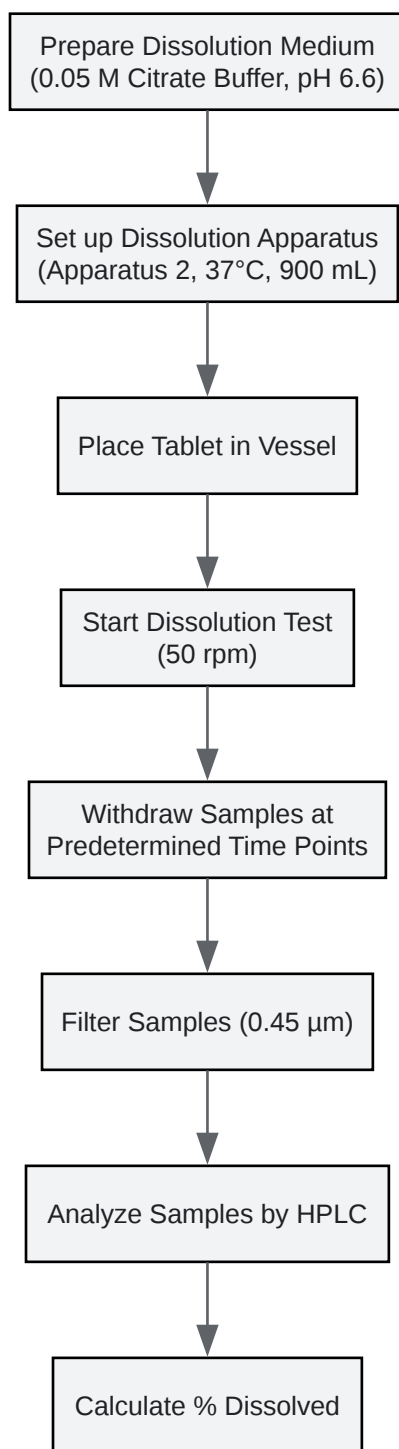 Prepare Dissolution Medium
(0.05 M Citrate Buffer, pH 6.6)
Set up Dissolution Apparatus
(Apparatus 2, 37°C, 900 mL)
Place Tablet in Vessel
Start Dissolution Test
(50 rpm)
Withdraw Samples at
Predetermined Time Points
Filter Samples (0.45 µm)
Analyze Samples by HPLC
Calculate % Dissolved